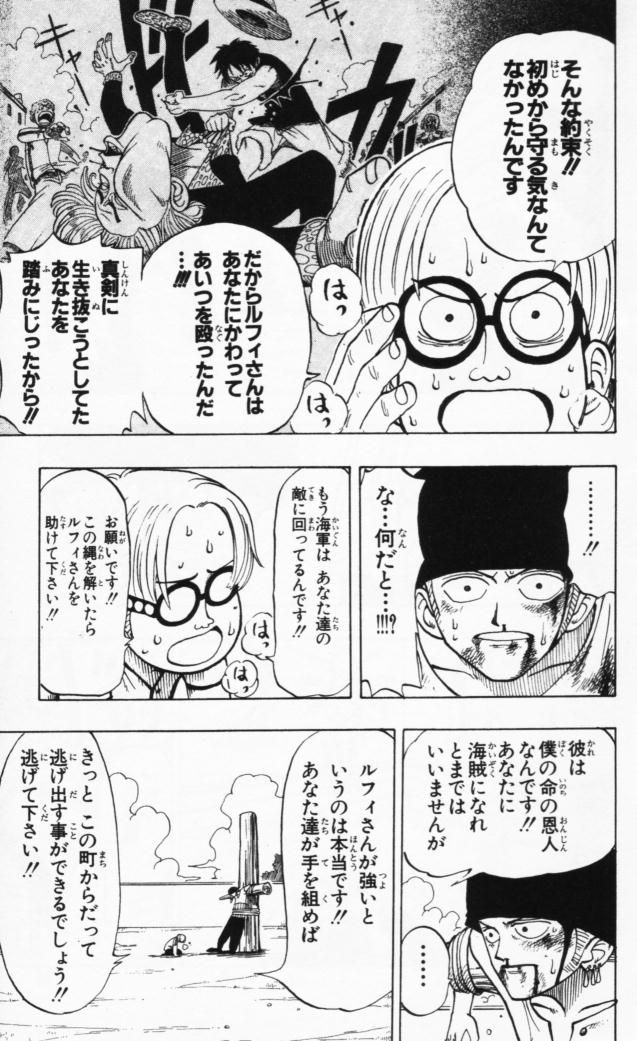 そんな約束!!
初めから守る気なんて
なかったんです
だからルフィさんは
あなたにかわって
あいつを殴ったんだ
…!!!
真剣に
生き抜こうとしてた
あなたを
踏みにじったから!!
はっ
はっ
キャー
キャー
ドドド
…………!!
な…何だと…!!!?
もう海軍は あなた達の
敵に回ってるんです!!
お願いです!!
この縄を解いたら
ルフィさんを
助けて下さい!!
はっ
はっ
彼は
僕の命の恩人
なんです!!
あなたに
海賊になれ
とまでは
いいませんが
……
ルフィさんが強いと
いうのは本当です!!
あなた達が手を組めば
きっと この町からだって
逃げ出す事ができるでしょう!!
逃げて下さい!!